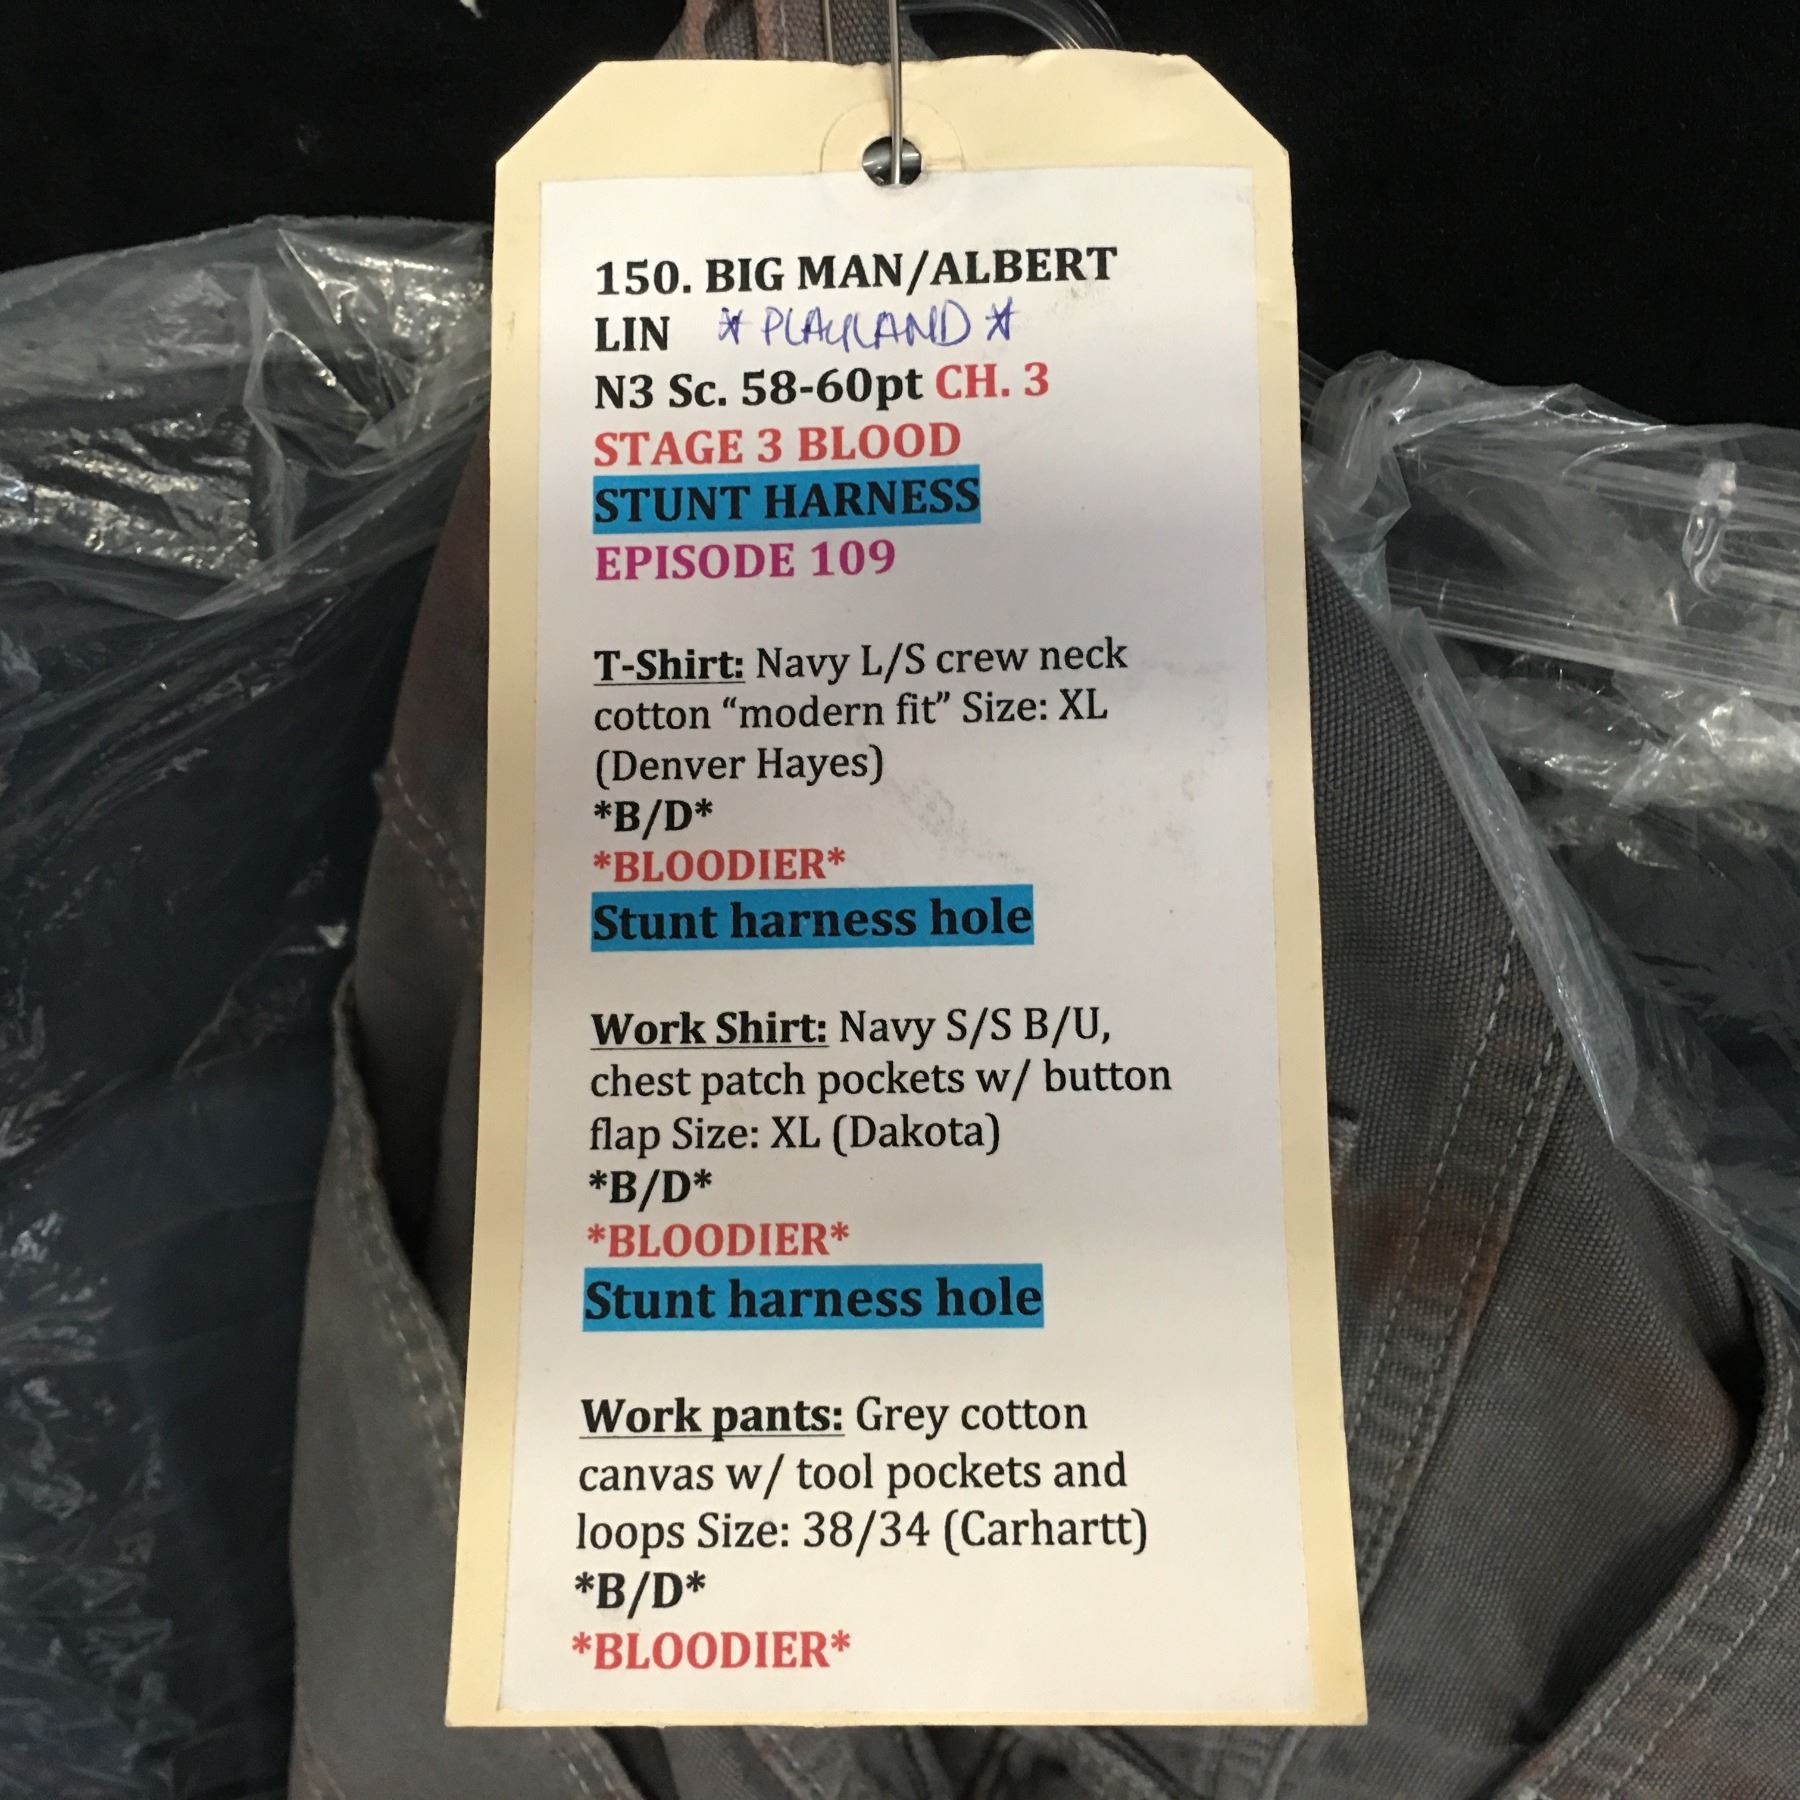 150. BIG MAN/ALBERT
LIN * PLAYLAND *
N3 Sc. 58-60pt CH. 3
STAGE 3 BLOOD
STUNT HARNESS
EPISODE 109
T-Shirt: Navy L/S crew neck
cotton “modern fit” Size: XL
(Denver Hayes)
*B/D*
*BLOODIER*
Stunt harness hole
Work Shirt: Navy S/S B/U,
chest patch pockets w/ button
flap Size: XL (Dakota)
*B/D*
*BLOODIER*
Stunt harness hole
Work pants: Grey cotton
canvas w/ tool pockets and
loops Size: 38/34 (Carhartt)
*B/D*
*BLOODIER*